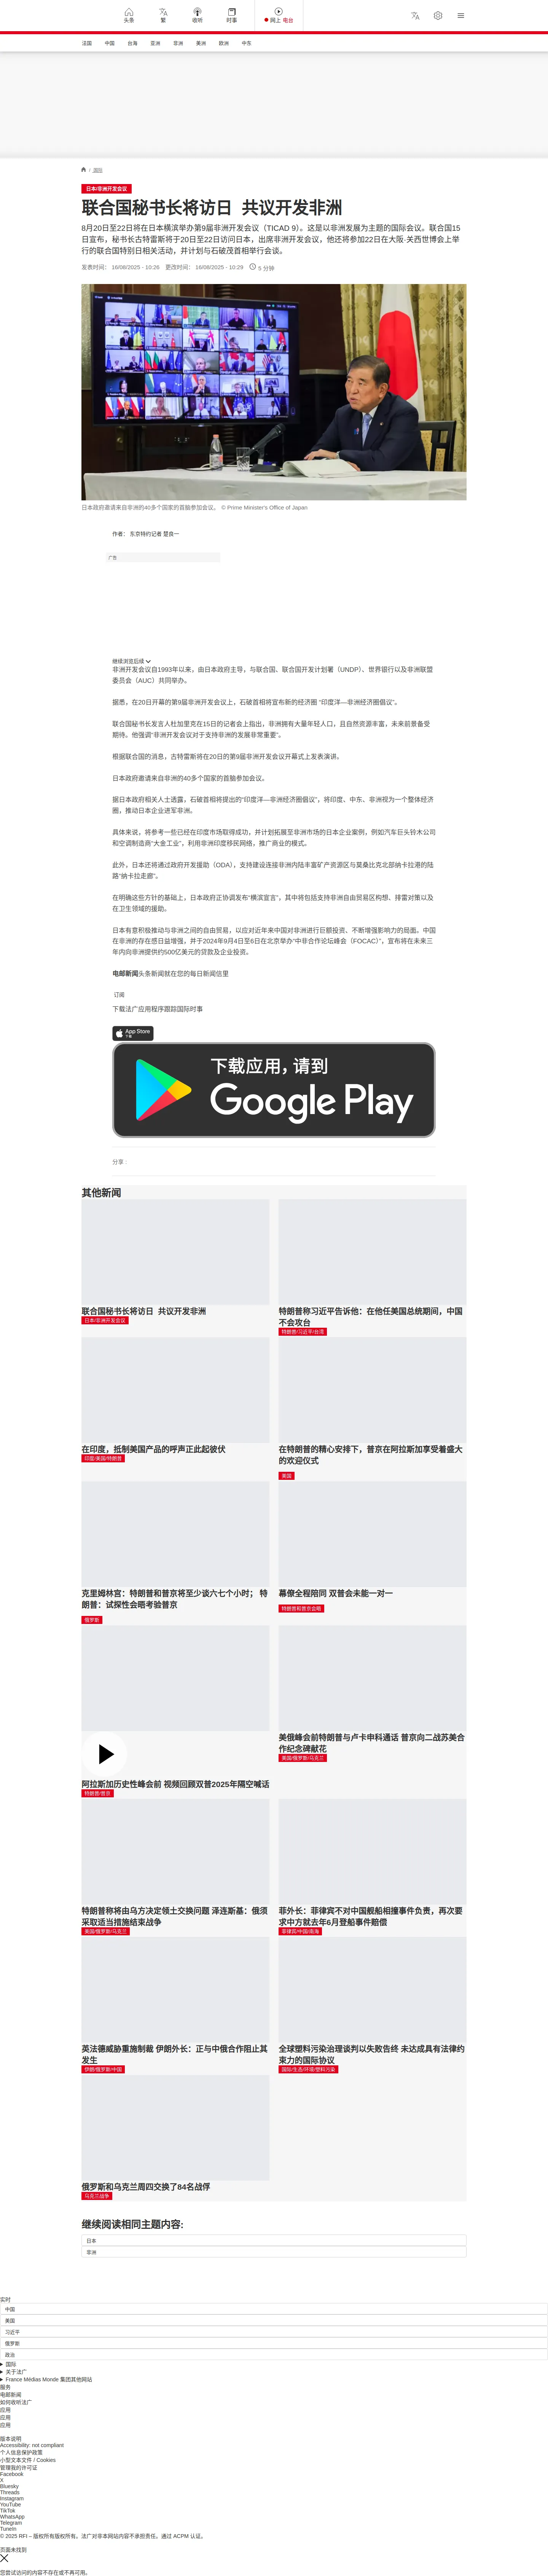 头条
繁
收听
时事
网上 电台
法国
中国
台海
亚洲
非洲
美洲
欧洲
中东
/ 国际
日本/非洲开发会议
联合国秘书长将访日 共议开发非洲
8月20日至22日将在日本横滨举办第9届非洲开发会议（TICAD 9）。这是以非洲发展为主题的国际会议。联合国15
日宣布，秘书长古特雷斯将于20日至22日访问日本，出席非洲开发会议，他还将参加22日在大阪·关西世博会上举
行的联合国特别日相关活动，并计划与石破茂首相举行会谈。
发表时间： 16/08/2025 - 10:26 更改时间： 16/08/2025 - 10:29 5 分钟
日本政府邀请来自非洲的40多个国家的首脑参加会议。 © Prime Minister's Office of Japan
作者： 东京特约记者 楚良一
广告
继续浏览后续
非洲开发会议自1993年以来，由日本政府主导，与联合国、联合国开发计划署（UNDP）、世界银行以及非洲联盟
委员会（AUC）共同举办。
据悉，在20日开幕的第9届非洲开发会议上，石破首相将宣布新的经济圈 “印度洋—非洲经济圈倡议”。
联合国秘书长发言人杜加里克在15日的记者会上指出，非洲拥有大量年轻人口，且自然资源丰富，未来前景备受
期待。他强调“非洲开发会议对于支持非洲的发展非常重要”。
根据联合国的消息，古特雷斯将在20日的第9届非洲开发会议开幕式上发表演讲。
日本政府邀请来自非洲的40多个国家的首脑参加会议。
据日本政府相关人士透露，石破首相将提出的“印度洋—非洲经济圈倡议”，将印度、中东、非洲视为一个整体经济
圈，推动日本企业进军非洲。
具体来说，将参考一些已经在印度市场取得成功，并计划拓展至非洲市场的日本企业案例，例如汽车巨头铃木公司
和空调制造商“大金工业”，利用非洲印度移民网络，推广商业的模式。
此外，日本还将通过政府开发援助（ODA），支持建设连接非洲内陆丰富矿产资源区与莫桑比克北部纳卡拉港的陆
路“纳卡拉走廊”。
在明确这些方针的基础上，日本政府正协调发布“横滨宣言”，其中将包括支持非洲自由贸易区构想、排雷对策以及
在卫生领域的援助。
日本有意积极推动与非洲之间的自由贸易，以应对近年来中国对非洲进行巨额投资、不断增强影响力的局面。中国
在非洲的存在感日益增强，并于2024年9月4日至6日在北京举办“中非合作论坛峰会（FOCAC）”，宣布将在未来三
年内向非洲提供约500亿美元的贷款及企业投资。
电邮新闻头条新闻就在您的每日新闻信里
订阅
下载法广应用程序跟踪国际时事
App Store
下载
下载应用，请到
Google Play
分享 :
其他新闻
联合国秘书长将访日 共议开发非洲
日本/非洲开发会议
特朗普称习近平告诉他：在他任美国总统期间，中国
不会攻台
特朗普/习近平/台湾
在印度，抵制美国产品的呼声正此起彼伏
印度/美国/特朗普
在特朗普的精心安排下，普京在阿拉斯加享受着盛大
的欢迎仪式
美国
克里姆林宫：特朗普和普京将至少谈六七个小时； 特
朗普：试探性会晤考验普京
俄罗斯
幕僚全程陪同 双普会未能一对一
特朗普和普京会晤
阿拉斯加历史性峰会前 视频回顾双普2025年隔空喊话
特朗普/普京
美俄峰会前特朗普与卢卡申科通话 普京向二战苏美合
作纪念碑献花
美国/俄罗斯/乌克兰
特朗普称将由乌方决定领土交换问题 泽连斯基：俄须
采取适当措施结束战争
美国/俄罗斯/乌克兰
菲外长：菲律宾不对中国舰船相撞事件负责，再次要
求中方就去年6月登船事件赔偿
菲律宾/中国/南海
英法德威胁重施制裁 伊朗外长：正与中俄合作阻止其
发生
伊朗/俄罗斯/中国
全球塑料污染治理谈判以失败告终 未达成具有法律约
束力的国际协议
国际/生态/环境/塑料污染
俄罗斯和乌克兰周四交换了84名战俘
乌克兰战争
继续阅读相同主题内容:
日本
非洲
实时
中国
美国
习近平
俄罗斯
政治
国际
关于法广
France Médias Monde 集团其他网站
服务
电邮新闻
如何收听法广
应用
应用
应用
版本说明
Accessibility: not compliant
个人信息保护政策
小型文本文件 / Cookies
管理我的许可证
Facebook
X
Bluesky
Threads
Instagram
YouTube
TikTok
WhatsApp
Telegram
TuneIn
© 2025 RFI – 版权所有版权所有。法广对非本网站内容不承担责任。通过 ACPM 认证。
页面未找到
您尝试访问的内容不存在或不再可用。